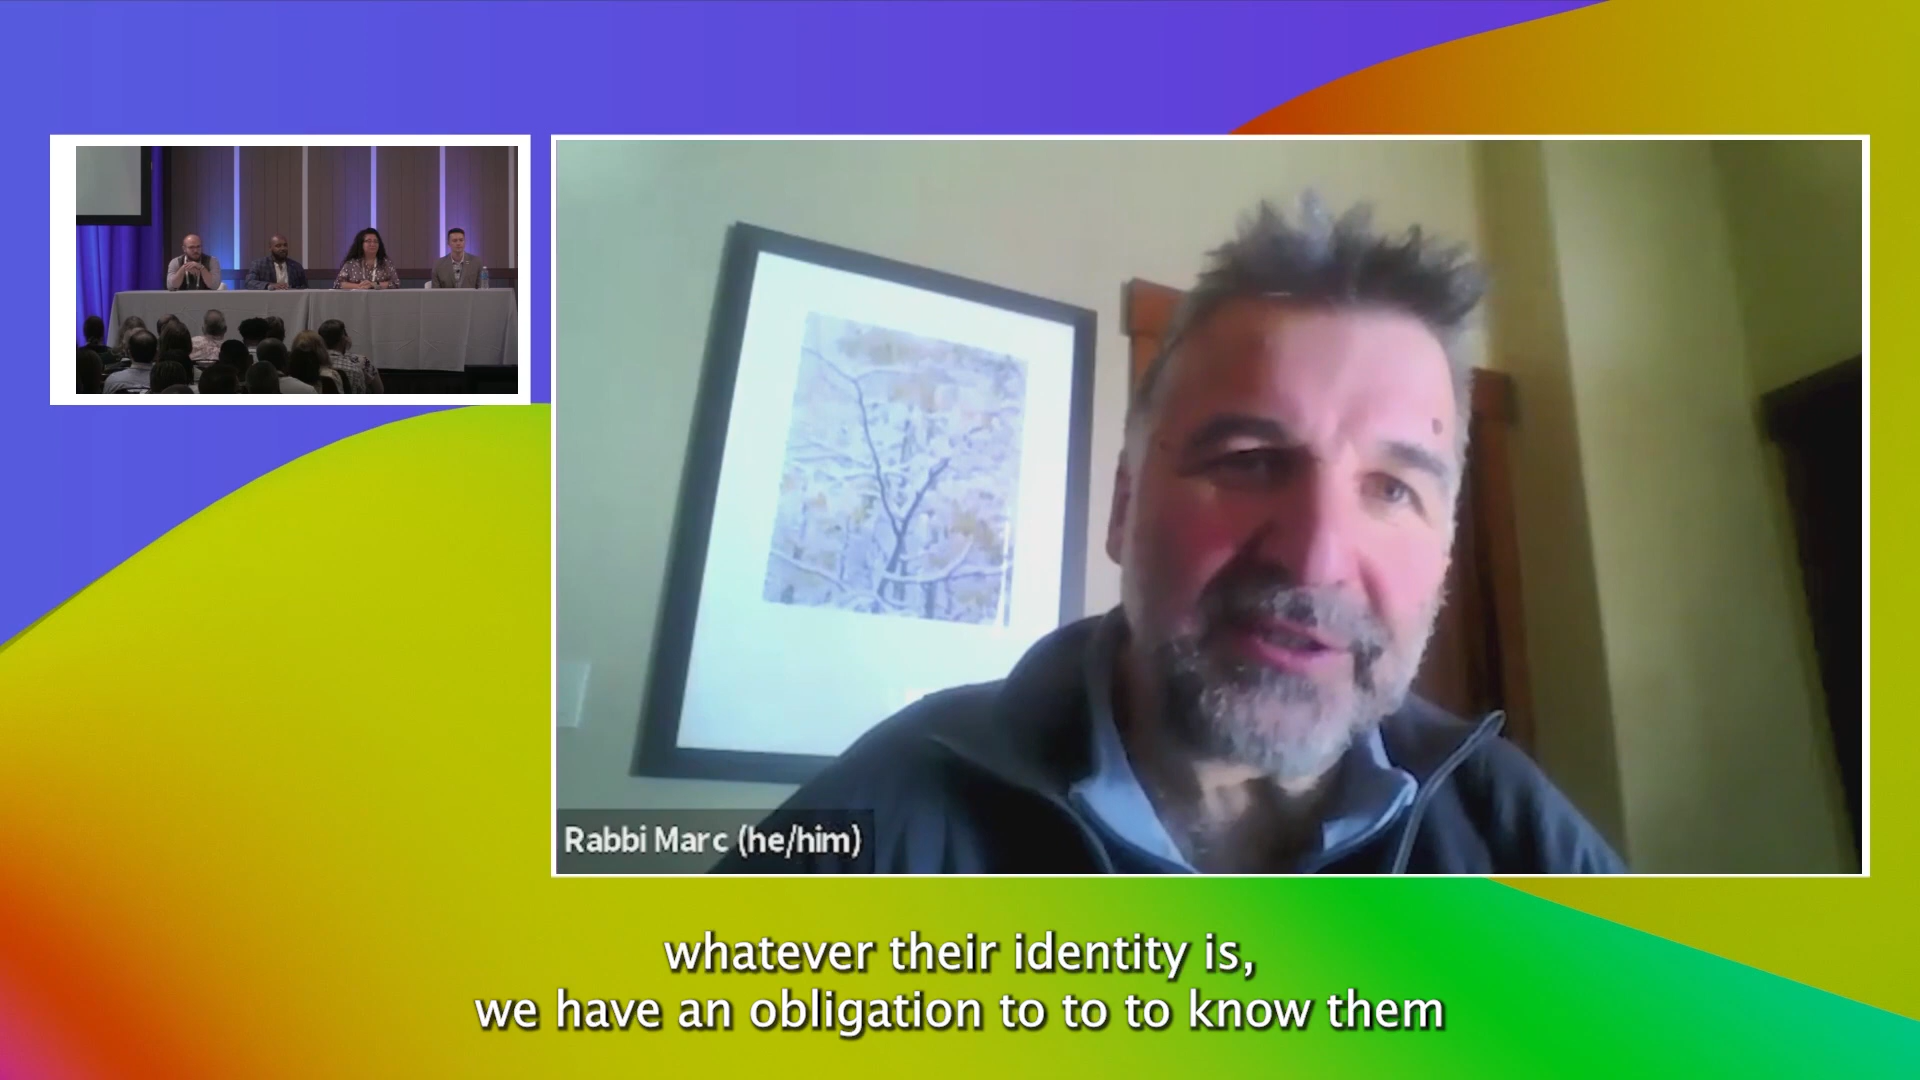 Rabbi Marc (he/him)
whatever their identity is,
we have an obligation to to to know them